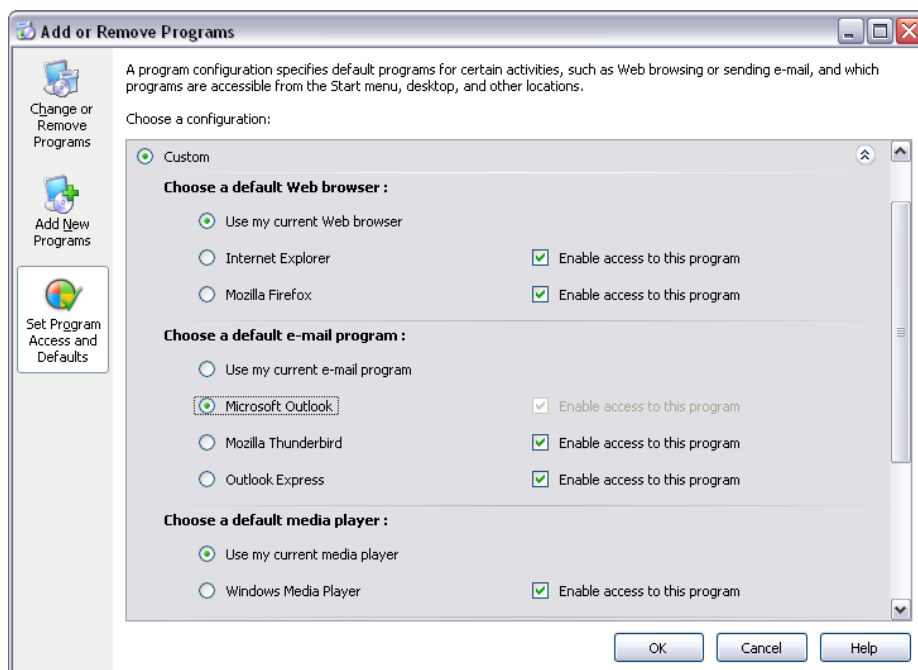 Add or Remove Programs
Change or
Remove
Programs
Add New
Programs
Set Program
Access and
Defaults
A program configuration specifies default programs for certain activities, such as Web browsing or sending e-mail, and which
programs are accessible from the Start menu, desktop, and other locations.
Choose a configuration:
Custom
Choose a default Web browser :
Use my current Web browser
Internet Explorer Enable access to this program
Mozilla Firefox Enable access to this program
Choose a default e-mail program :
Use my current e-mail program
Microsoft Outlook Enable access to this program
Mozilla Thunderbird Enable access to this program
Outlook Express Enable access to this program
Choose a default media player :
Use my current media player
Windows Media Player Enable access to this program
OK Cancel Help